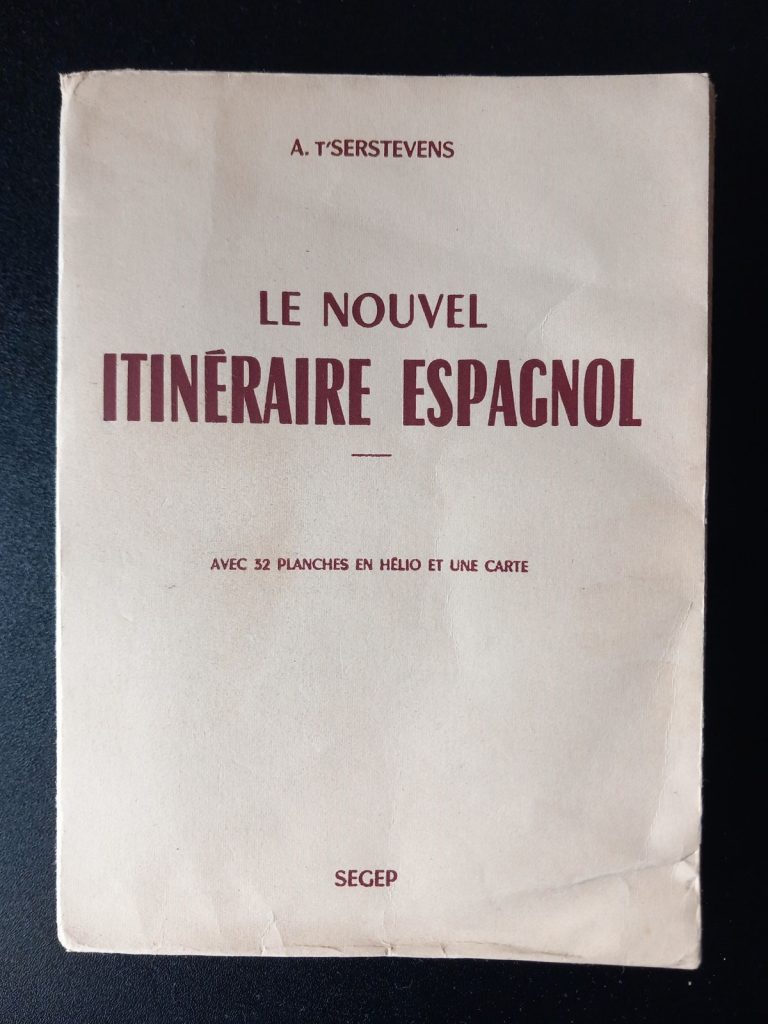 A. T'SERSTEVENS
LE NOUVEL
ITINÉRAIRE ESPAGNOL
AVEC 32 PLANCHES EN HÉLIO ET UNE CARTE
SEGEP